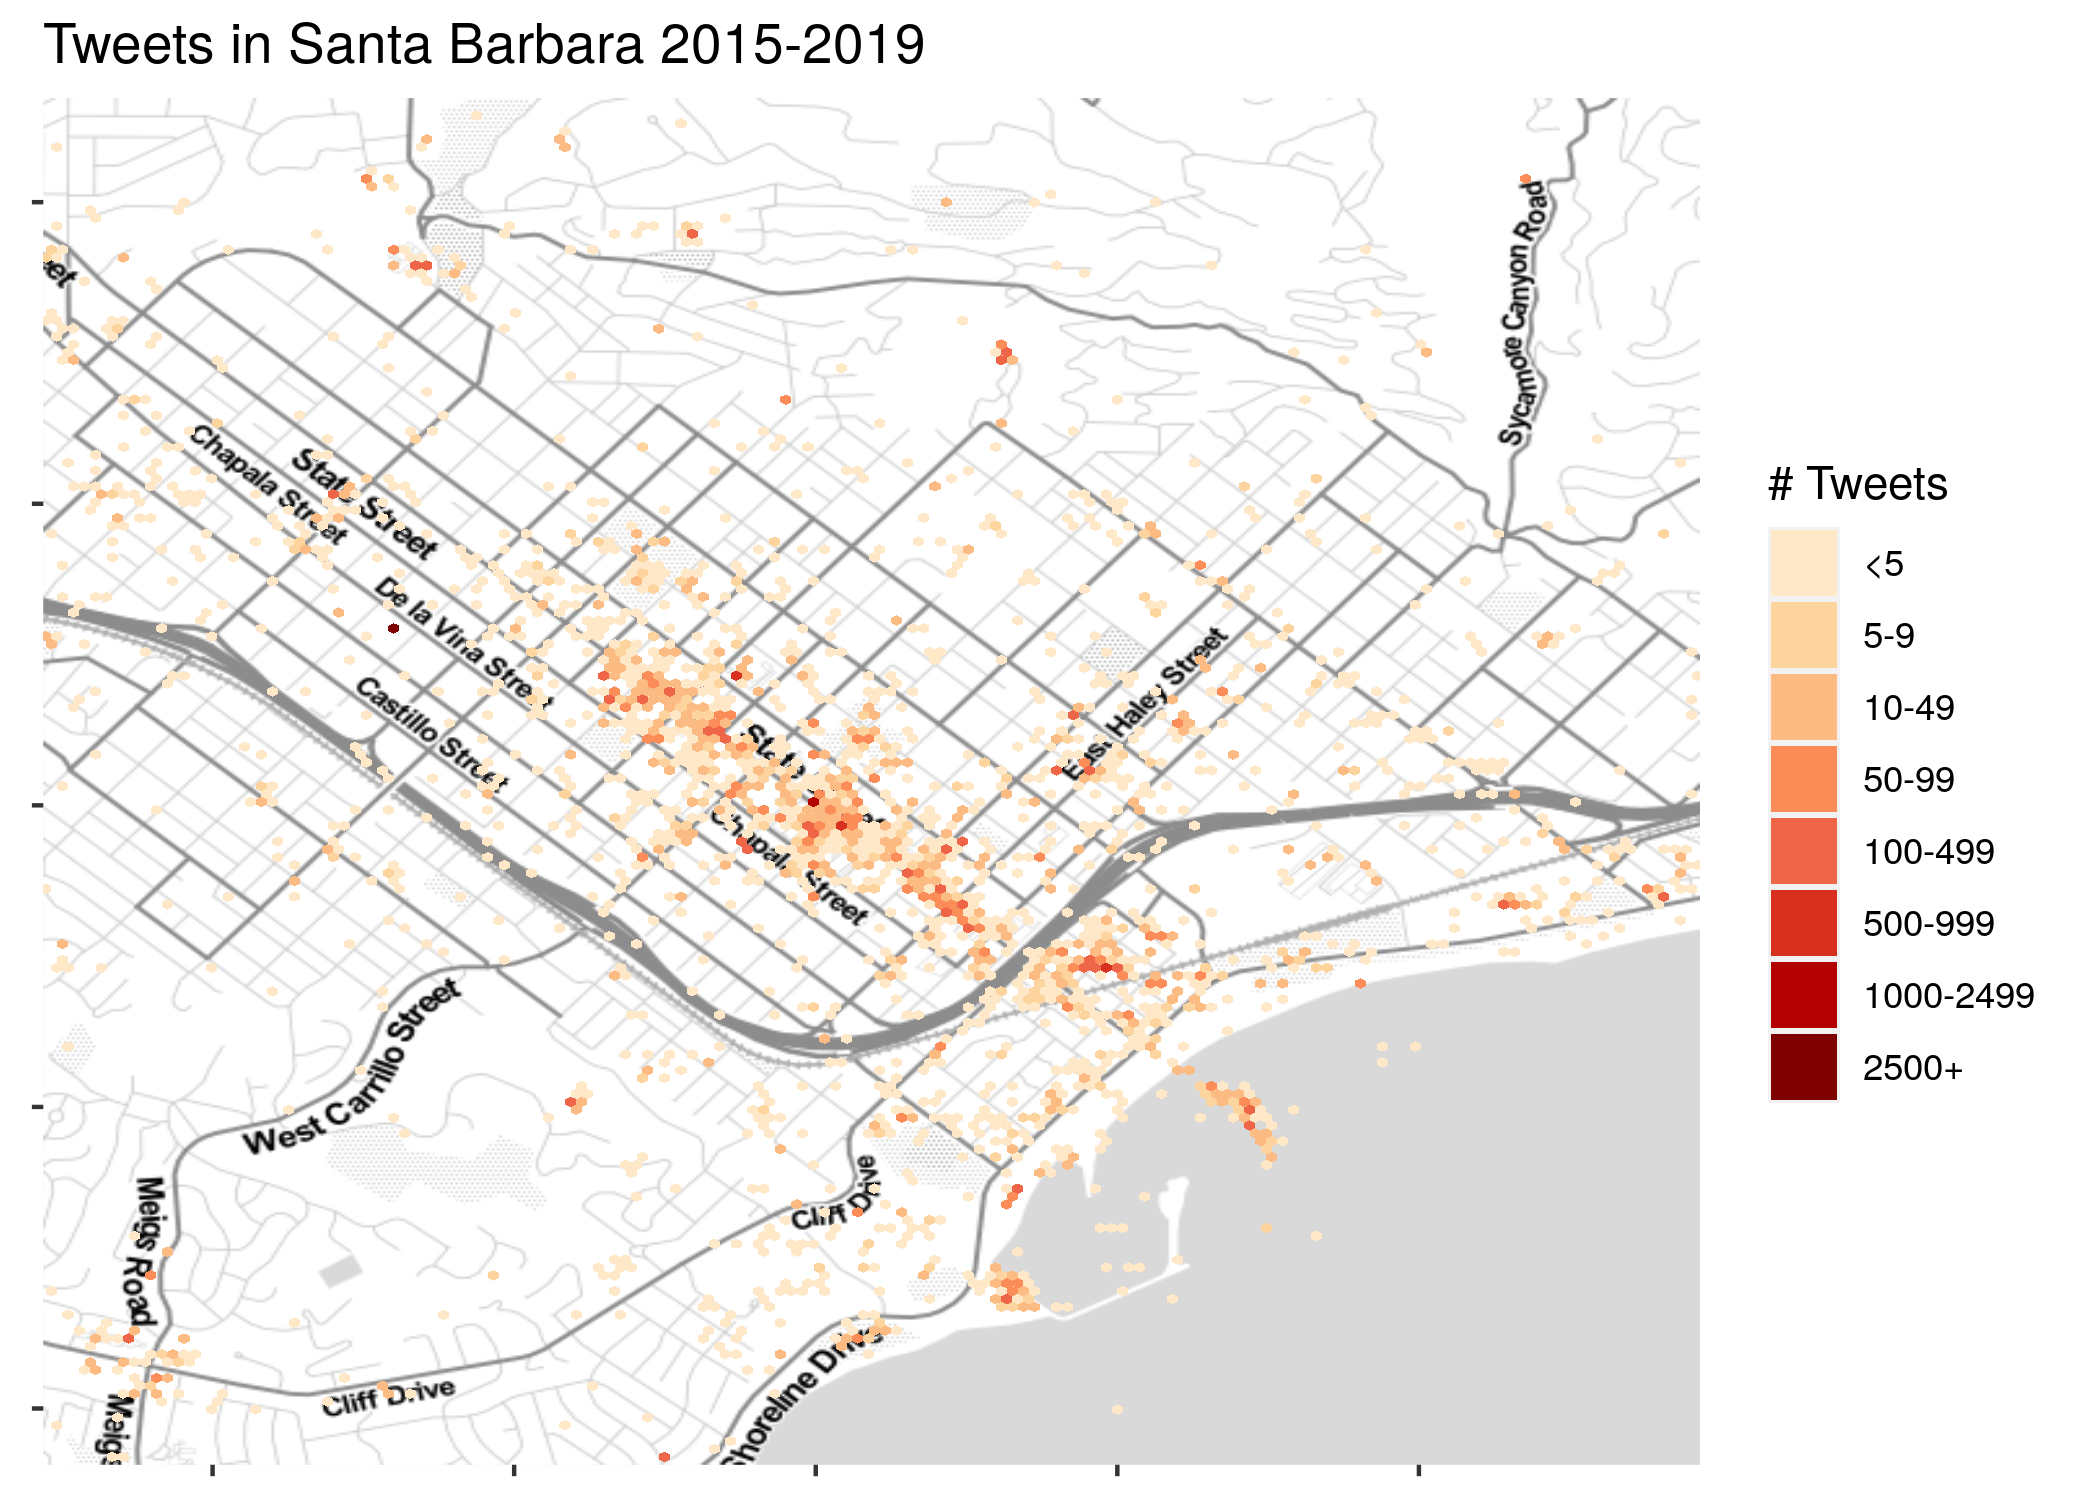 Tweets in Santa Barbara 2015-2019
Sycamore Canyon Road
Chapala Street
State Street
De la Vina Street
Castillo Street
East Haley Street
Chapala Street
West Carrillo Street
Meigs Road
Cliff Drive
Cliff Drive
Shoreline Drive
# Tweets
<5
5-9
10-49
50-99
100-499
500-999
1000-2499
2500+